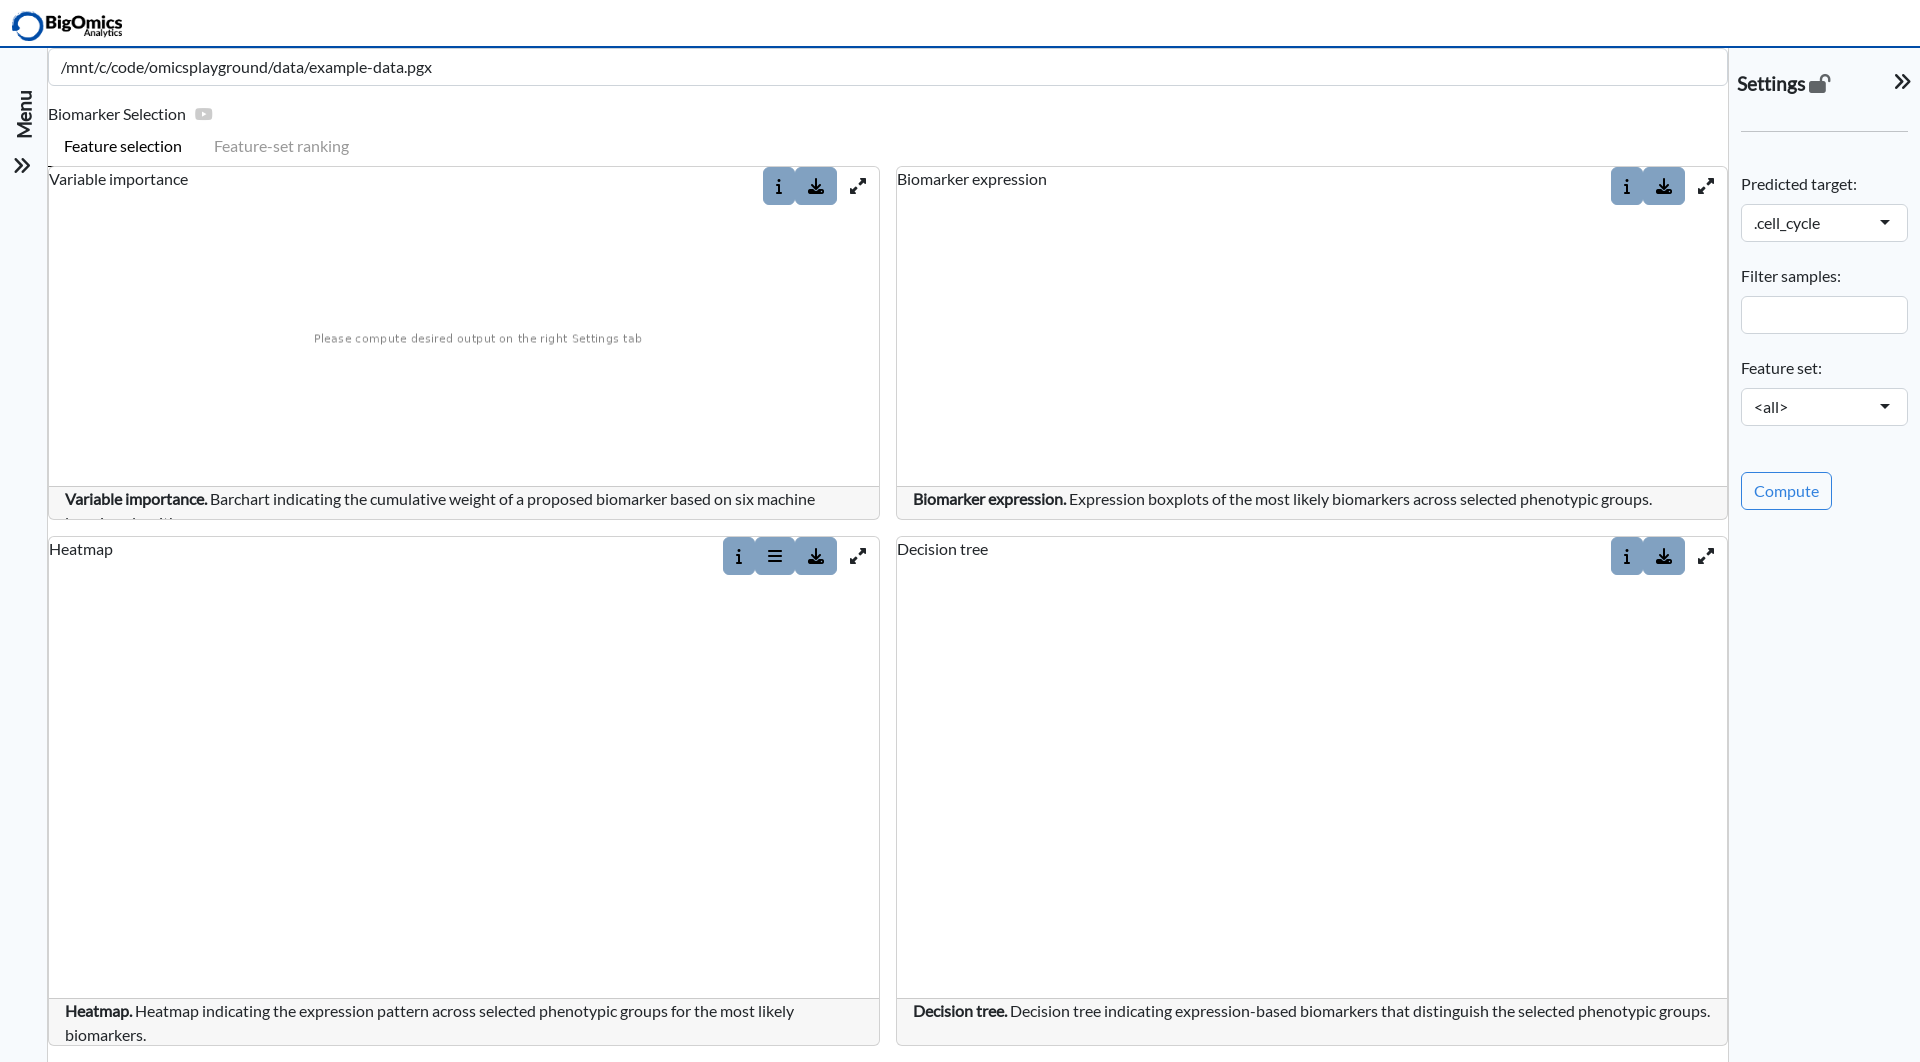 BigOmics
Analytics
/mnt/c/code/omicsplayground/data/example-data.pgx
Menu
Settings
Biomarker Selection
Feature selection Feature-set ranking
Variable importance
Please compute desired output on the right Settings tab
Variable importance. Barchart indicating the cumulative weight of a proposed biomarker based on six machine
Biomarker expression
Biomarker expression. Expression boxplots of the most likely biomarkers across selected phenotypic groups.
Heatmap
Heatmap. Heatmap indicating the expression pattern across selected phenotypic groups for the most likely
biomarkers.
Decision tree
Decision tree. Decision tree indicating expression-based biomarkers that distinguish the selected phenotypic groups.
Predicted target:
.cell_cycle
Filter samples:
Feature set:
<all>
Compute